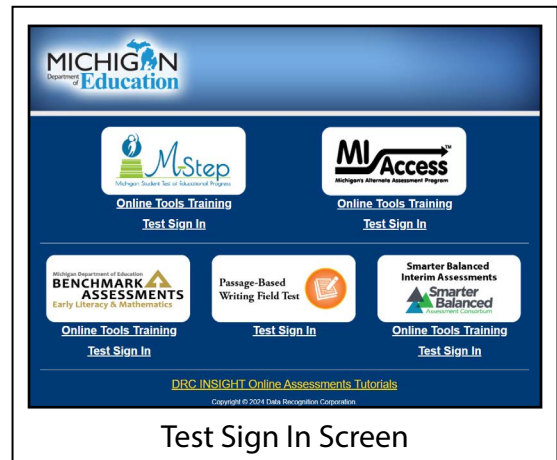 MICHIGAN
Department of Education
M-Step
Michigan Student Test of Educational Progress
Online Tools Training
Test Sign In
MI Access™
Michigan's Alternate Assessment Program
Online Tools Training
Test Sign In
Michigan Department of Education
BENCHMARK
ASSESSMENTS
Early Literacy & Mathematics
Online Tools Training
Test Sign In
Passage-Based
Writing Field Test
Test Sign In
Smarter Balanced
Interim Assessments
Smarter
Balanced
Assessment Consortium
Online Tools Training
Test Sign In
DRC INSIGHT Online Assessments Tutorials
Copyright © 2024 Data Recognition Corporation.
Test Sign In Screen